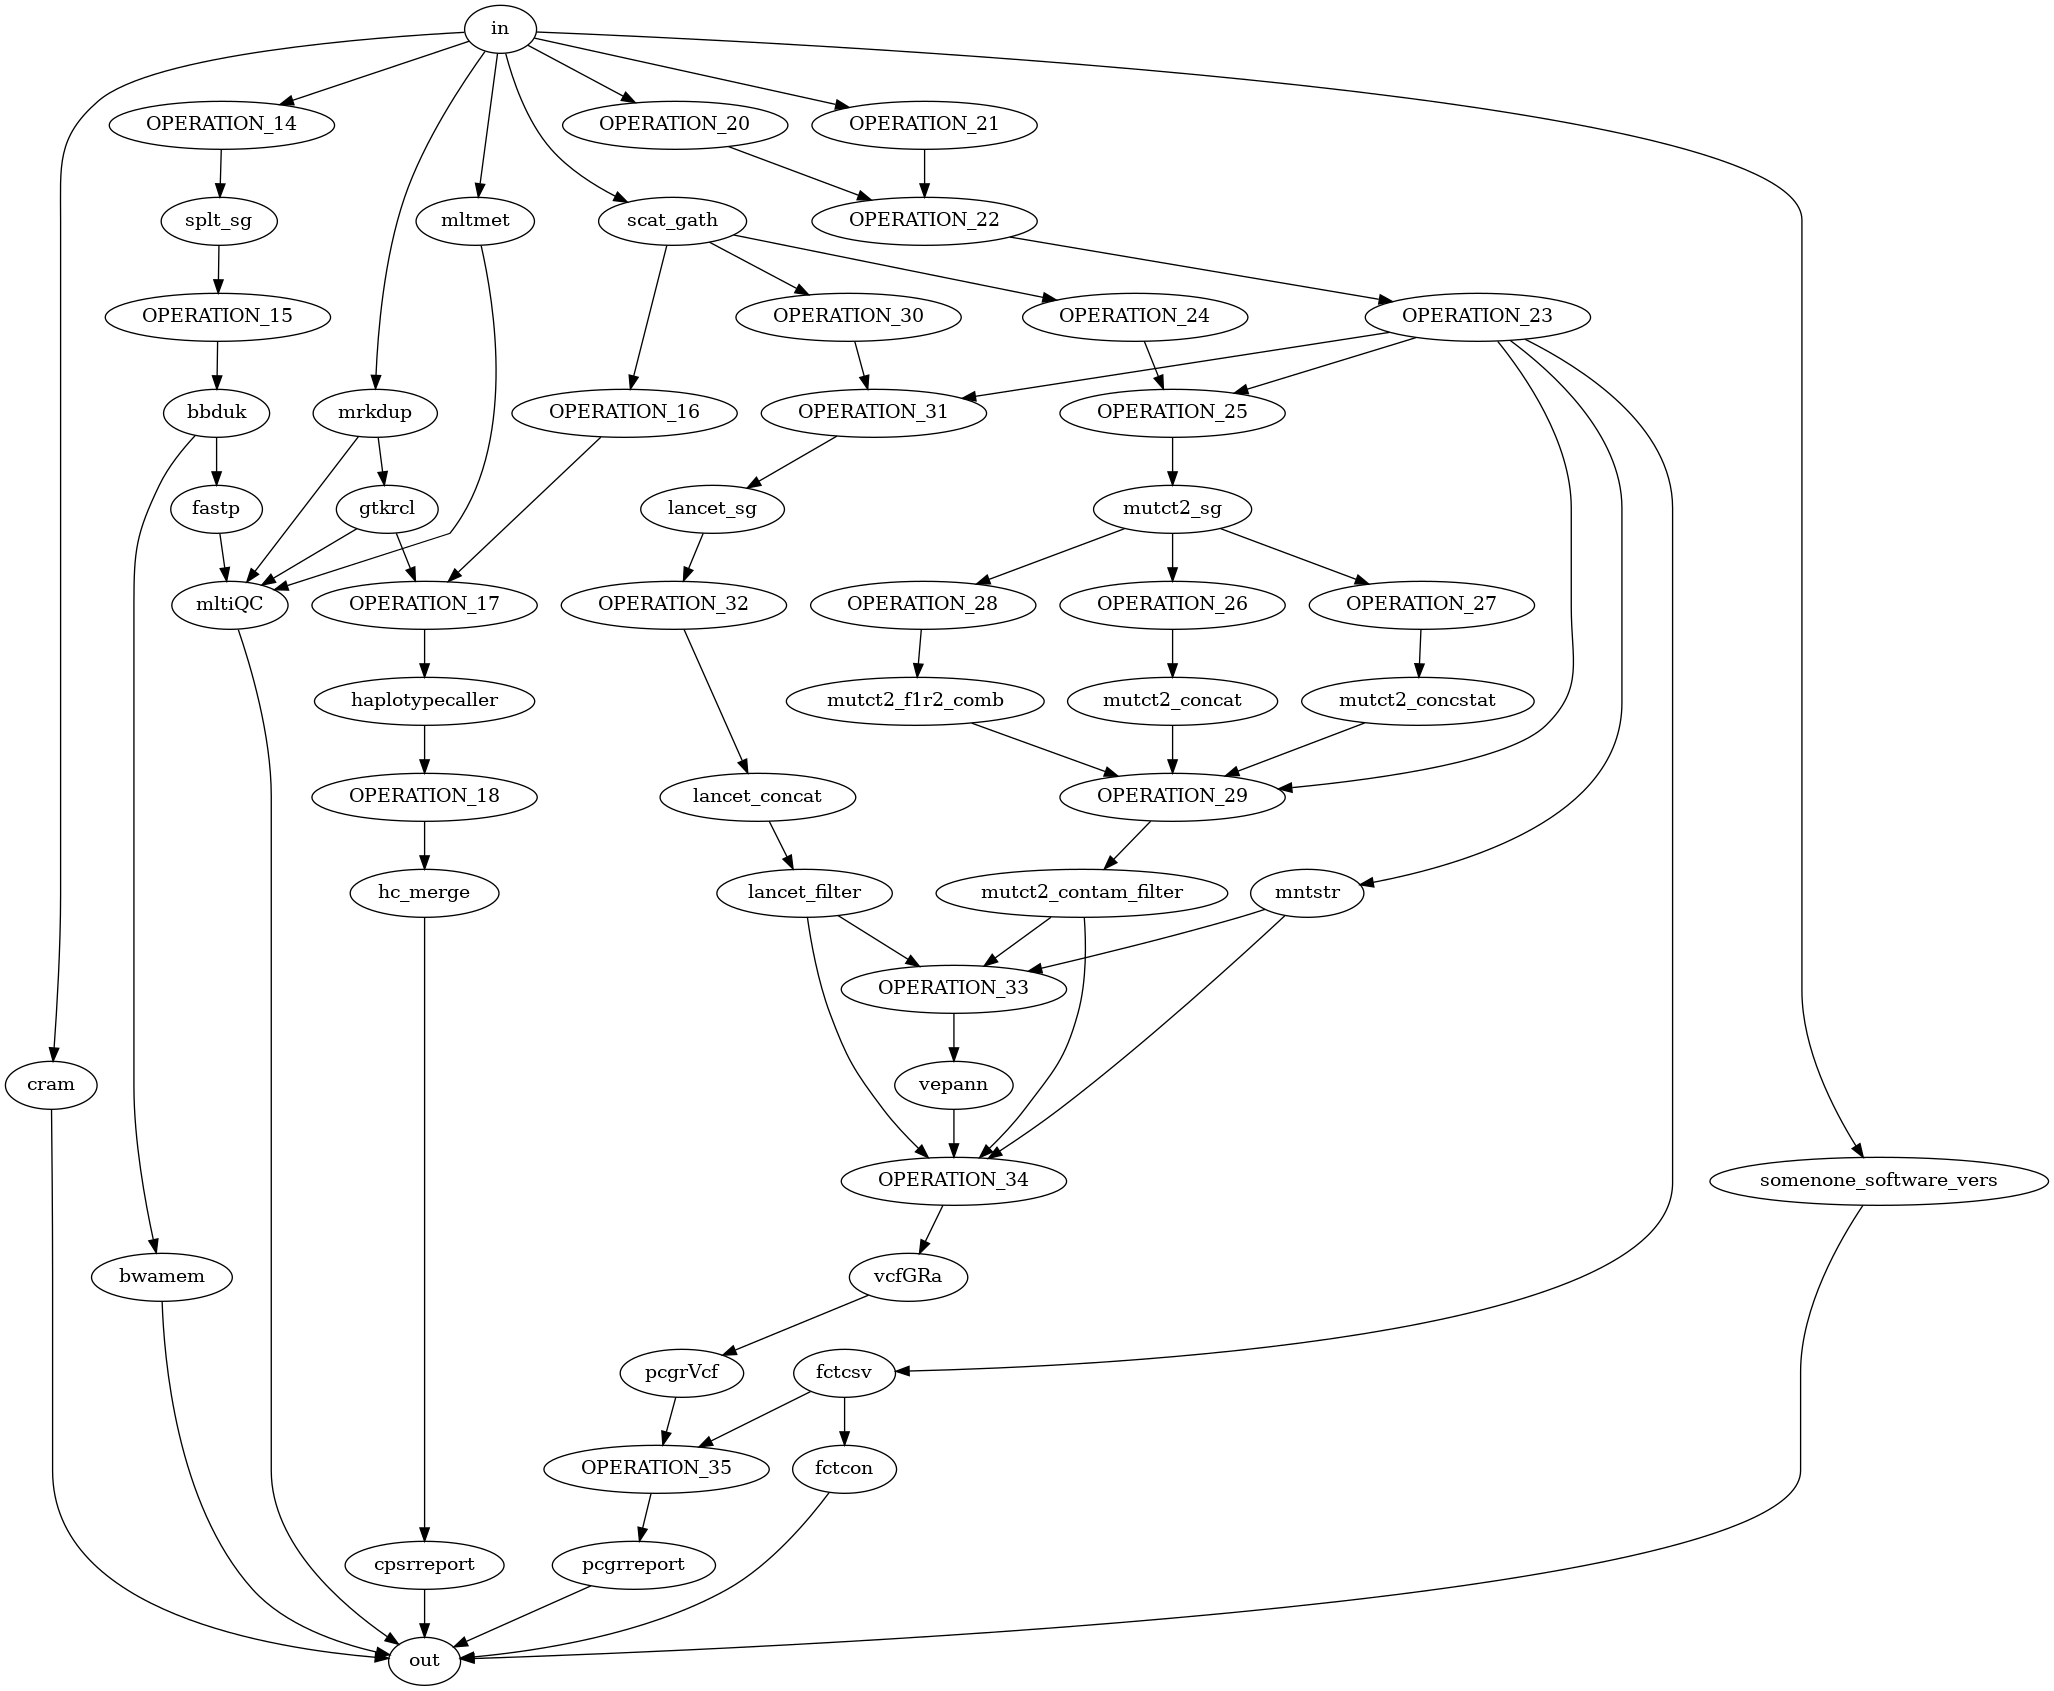 in
OPERATION_14
OPERATION_20
OPERATION_21
splt_sg
mltmet
scat_gath
OPERATION_22
OPERATION_15
OPERATION_30
OPERATION_24
OPERATION_23
bbduk
mrkdup
OPERATION_16
OPERATION_31
OPERATION_25
fastp
gtkrcl
lancet_sg
mutct2_sg
mltiQC
OPERATION_17
OPERATION_32
OPERATION_28
OPERATION_26
OPERATION_27
haplotypecaller
mutct2_f1r2_comb
mutct2_concat
mutct2_concstat
OPERATION_18
lancet_concat
OPERATION_29
hc_merge
lancet_filter
mutct2_contam_filter
mntstr
OPERATION_33
cram
vepann
OPERATION_34
somenone_software_vers
bwamem
vcfGRa
pcgrVcf
fctcsv
OPERATION_35
fctcon
cpsrreport
pcgrreport
out